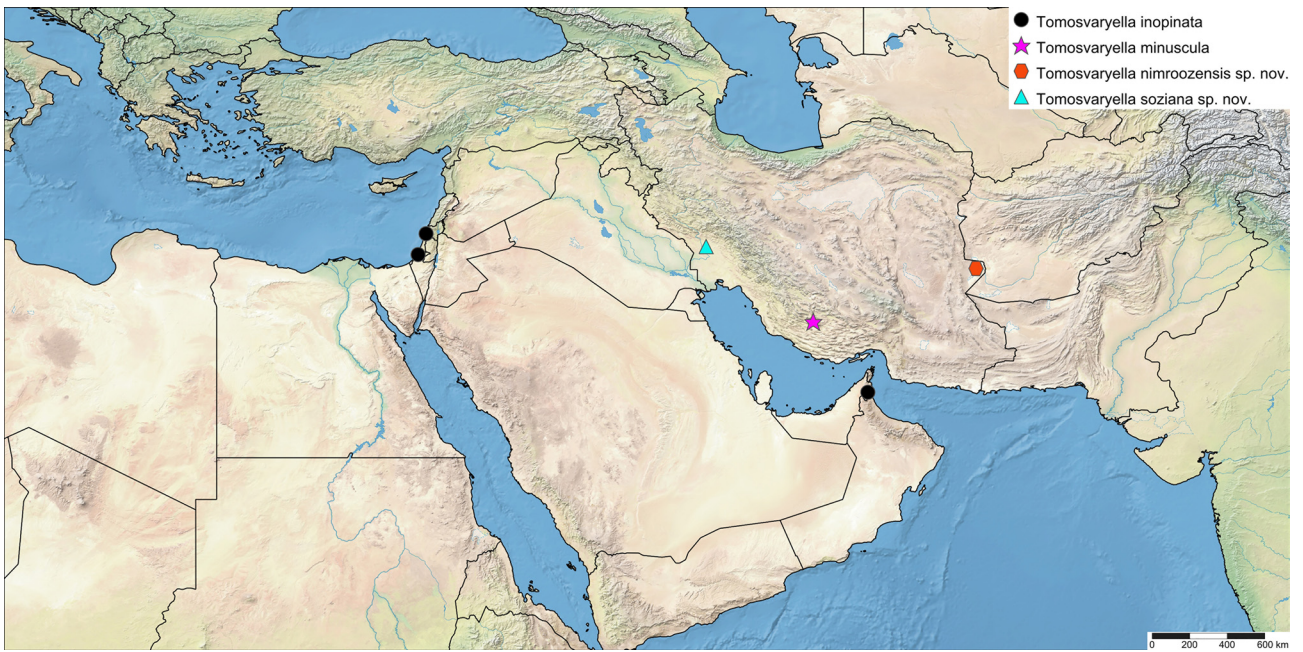 Tomosvaryella inopinata
Tomosvaryella minuscula
Tomosvaryella nimroozensis sp. nov.
Tomosvaryella soziana sp. nov.
0 200 400 600 km